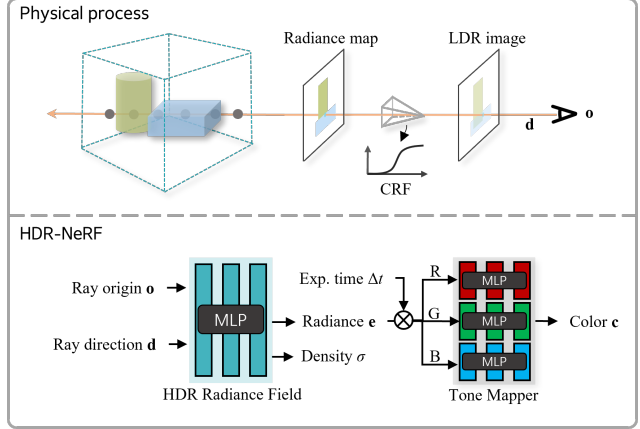 Physical process
Radiance map
LDR image
d
o
CRF
HDR-NeRF
Ray origin o
Ray direction d
MLP
HDR Radiance Field
Exp. time Δt
Radiance e
Density σ
R
G
B
MLP
MLP
MLP
Tone Mapper
Color c